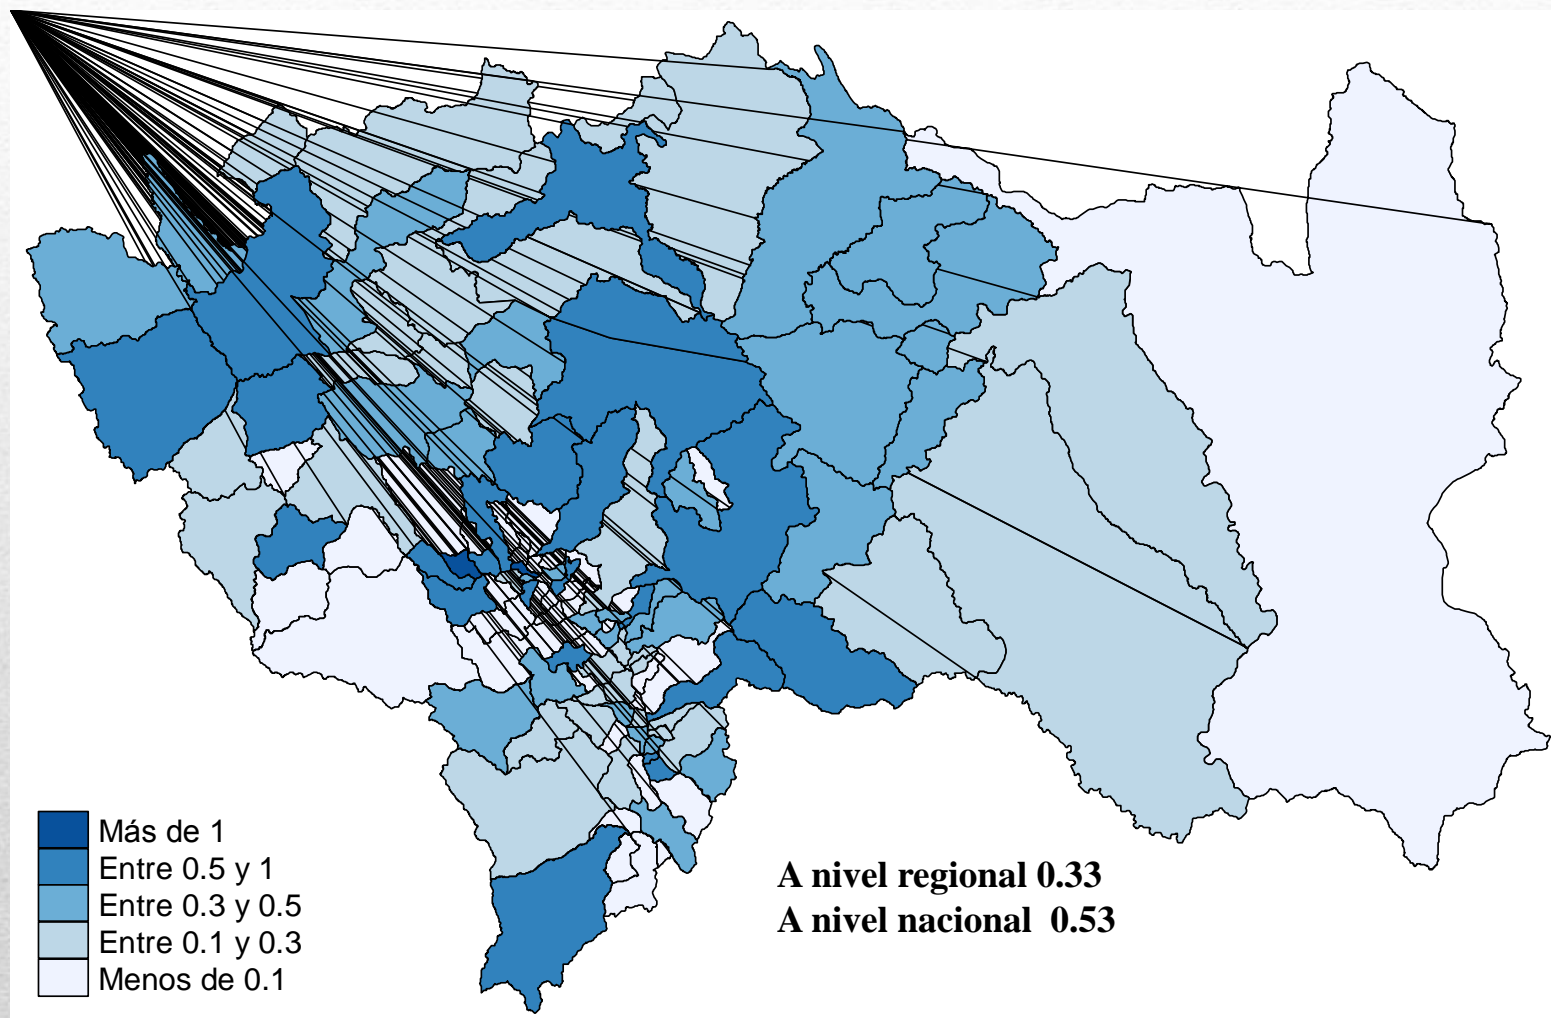 Más de 1
Entre 0.5 y 1
Entre 0.3 y 0.5
Entre 0.1 y 0.3
Menos de 0.1
A nivel regional 0.33
A nivel nacional 0.53